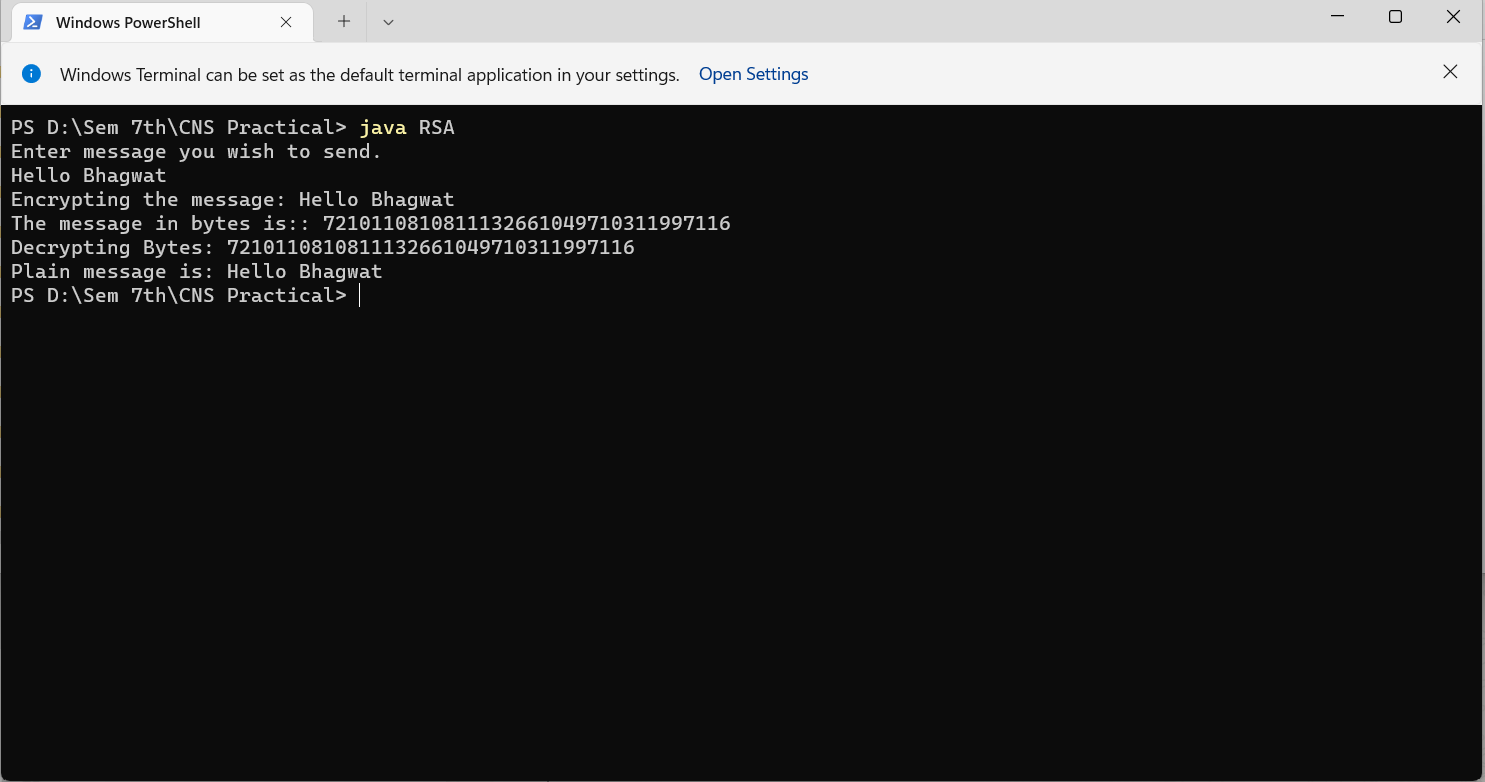 Windows PowerShell
Windows Terminal can be set as the default terminal application in your settings. Open Settings
PS D:\Sem 7th\CNS Practical> java RSA
Enter message you wish to send.
Hello Bhagwat
Encrypting the message: Hello Bhagwat
The message in bytes is:: 7210110810811132661049710311997116
Decrypting Bytes: 7210110810811132661049710311997116
Plain message is: Hello Bhagwat
PS D:\Sem 7th\CNS Practical>